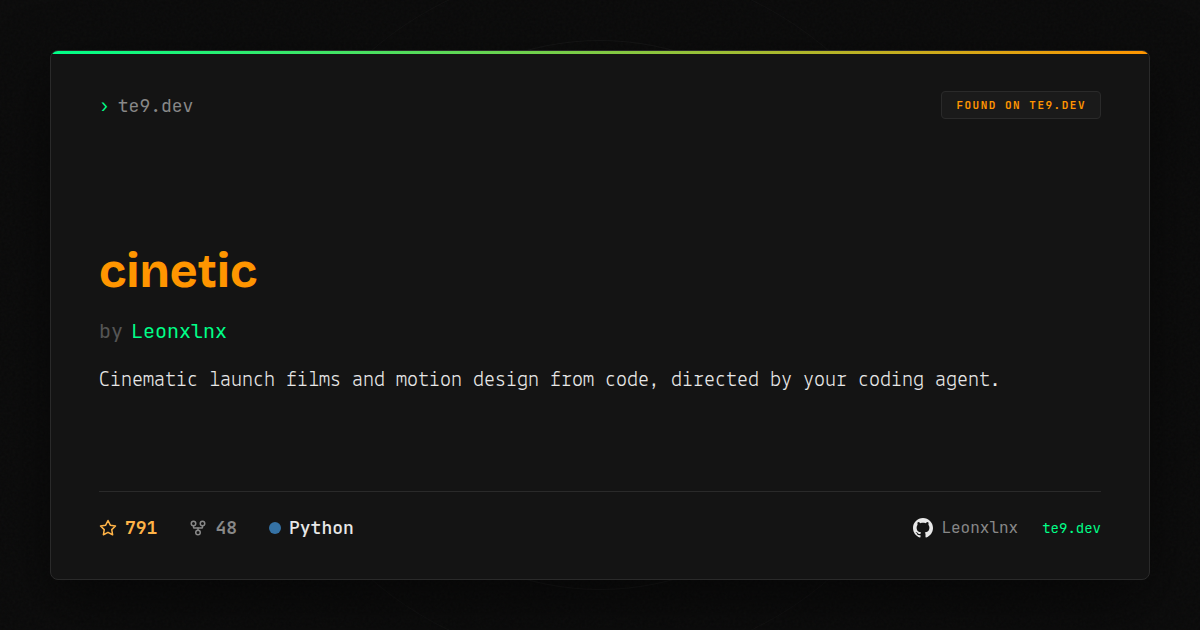 › te9.dev
FOUND ON TE9.DEV
cinetic
by Leonxlnx
Cinematic launch films and motion design from code, directed by your coding agent.
791 48 Python
Leonxlnx te9.dev